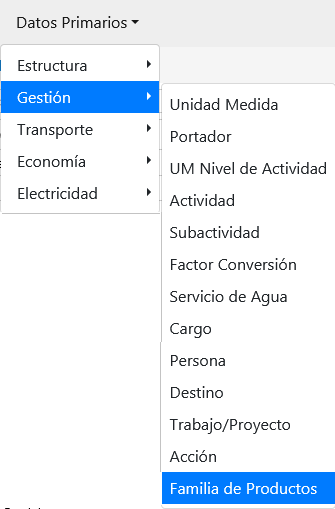 Datos Primarios
Estructura
Gestión
Transporte
Economía
Electricidad
Unidad Medida
Portador
UM Nivel de Actividad
Actividad
Subactividad
Factor Conversión
Servicio de Agua
Cargo
Persona
Destino
Trabajo/Proyecto
Acción
Familia de Productos